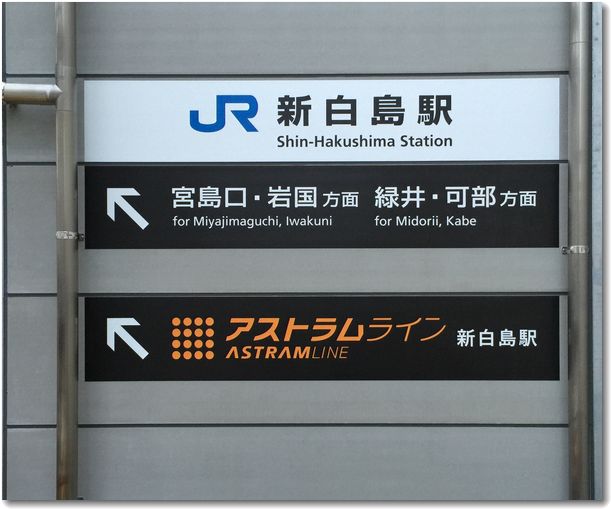 JR 新白島駅
Shin-Hakushima Station
宮島口・岩国方面 緑井・可部方面
for Miyajimaguchi, Iwakuni for Midorii, Kabe
アストラムライン 新白島駅
ASTRAMLINE